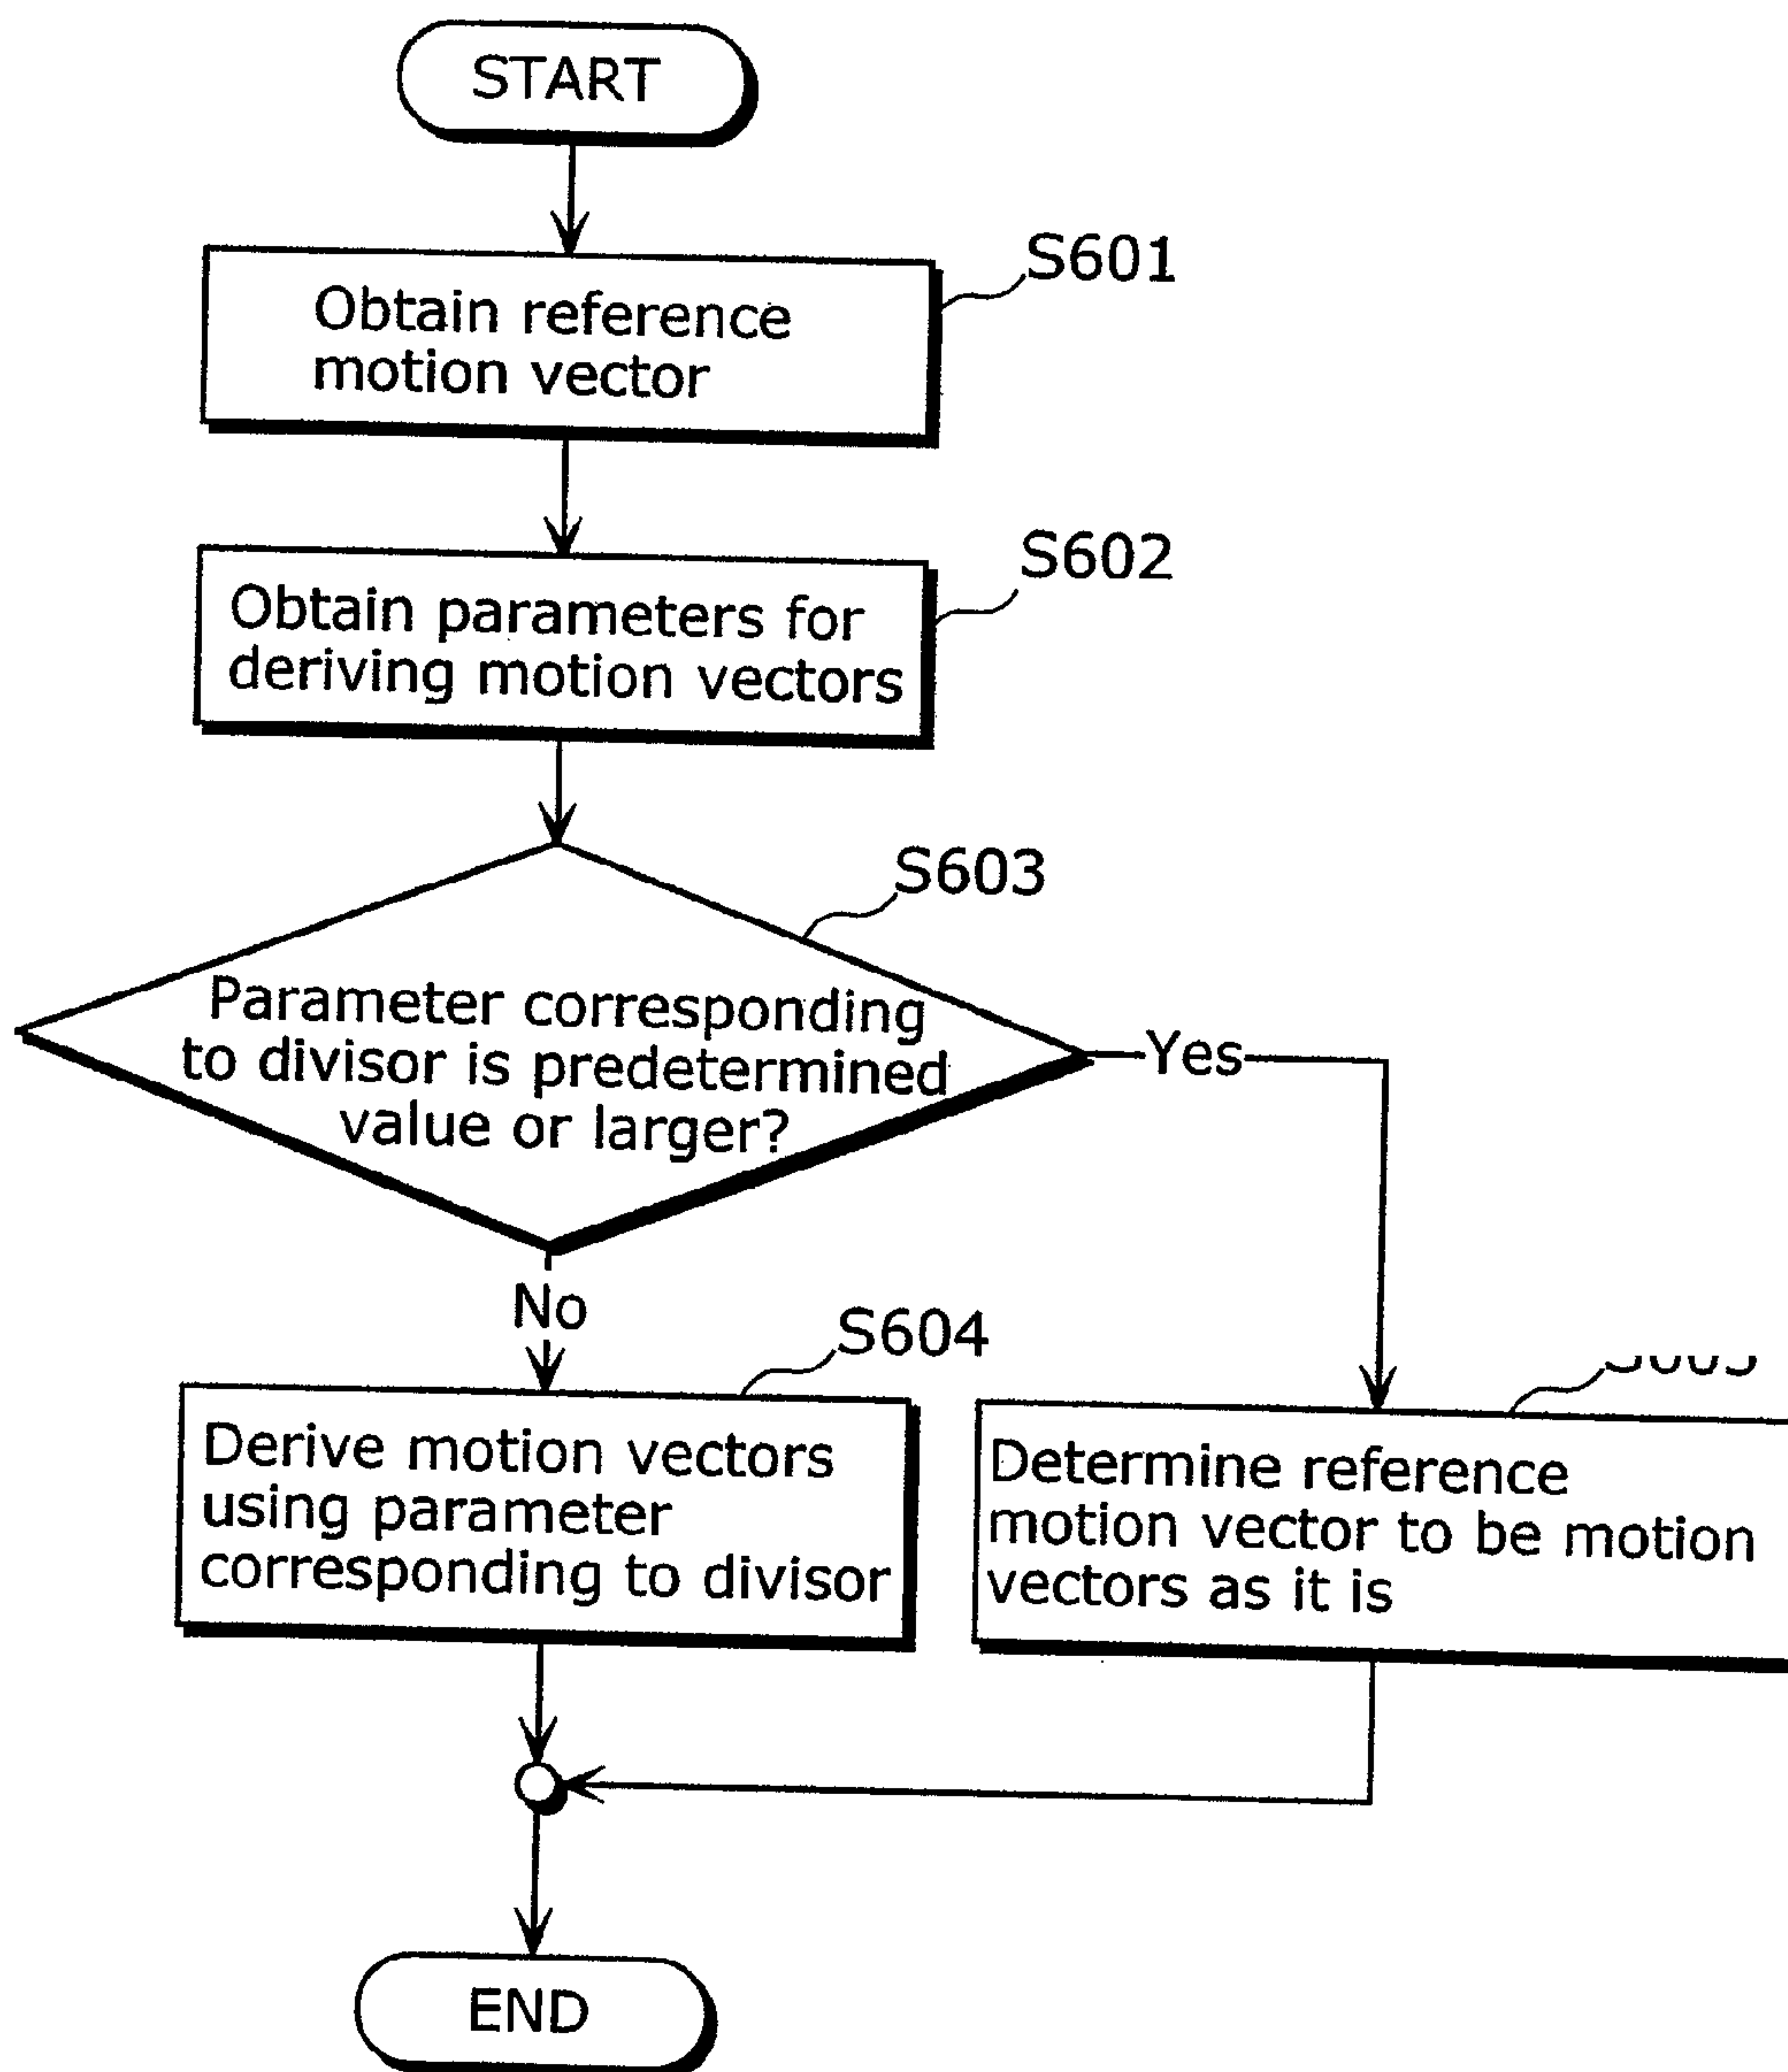 START
S601
Obtain reference
motion vector
S602
Obtain parameters for
deriving motion vectors
S603
Parameter corresponding
to divisor is predetermined
value or larger?
Yes
No
S604
Derive motion vectors
using parameter
corresponding to divisor
Determine reference
motion vector to be motion
vectors as it is
END